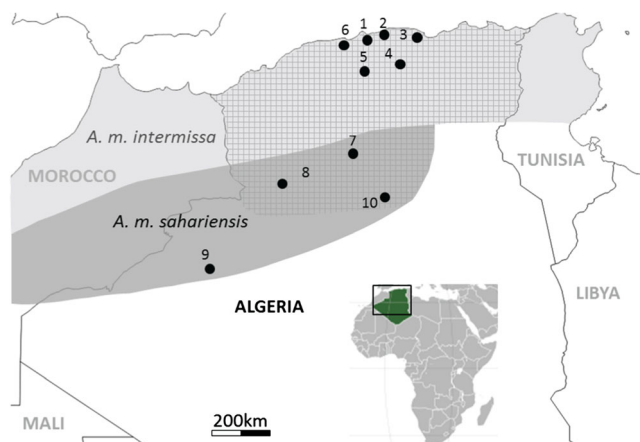 6 1 2 3
5 4
A. m. intermissa
7
TUNISIA
MOROCCO
8
A. m. sahariensis
10
9
ALGERIA
LIBYA
MALI
200km